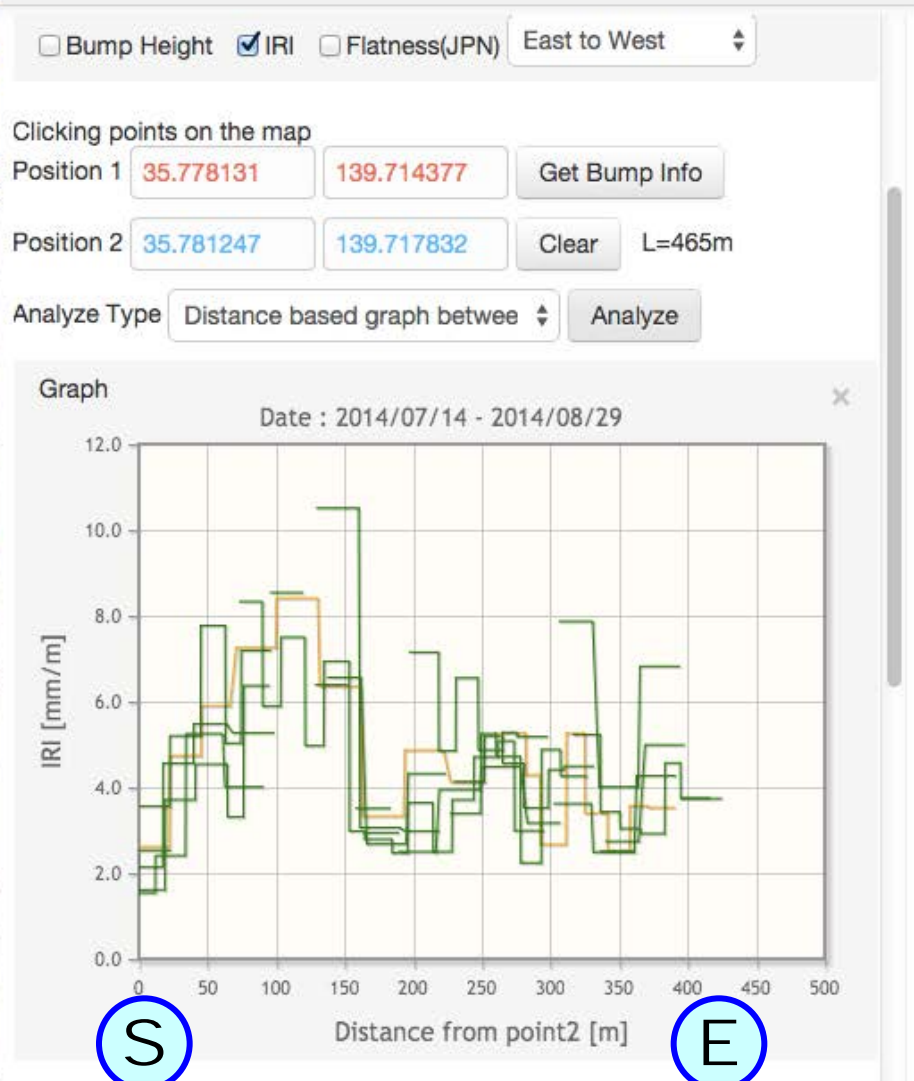 Bump Height IRI Flatness(JPN) East to West
Clicking points on the map
Position 1 35.778131 139.714377 Get Bump Info
Position 2 35.781247 139.717832 Clear L=465m
Analyze Type Distance based graph betwee Analyze
Graph
×
Date : 2014/07/14 - 2014/08/29
12.0
10.0
8.0
6.0
4.0
2.0
0.0
IRI [mm/m]
0 50 100 150 200 250 300 350 400 450 500
Distance from point2 [m]
S E